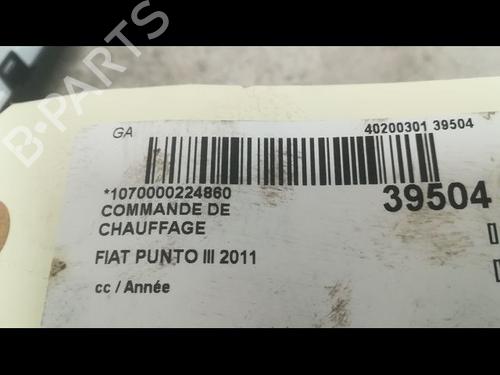 B-PARTS
GA
40200301 39504
*1070000224860
39504
COMMANDE DE
CHAUFFAGE
FIAT PUNTO III 2011
cc / Année